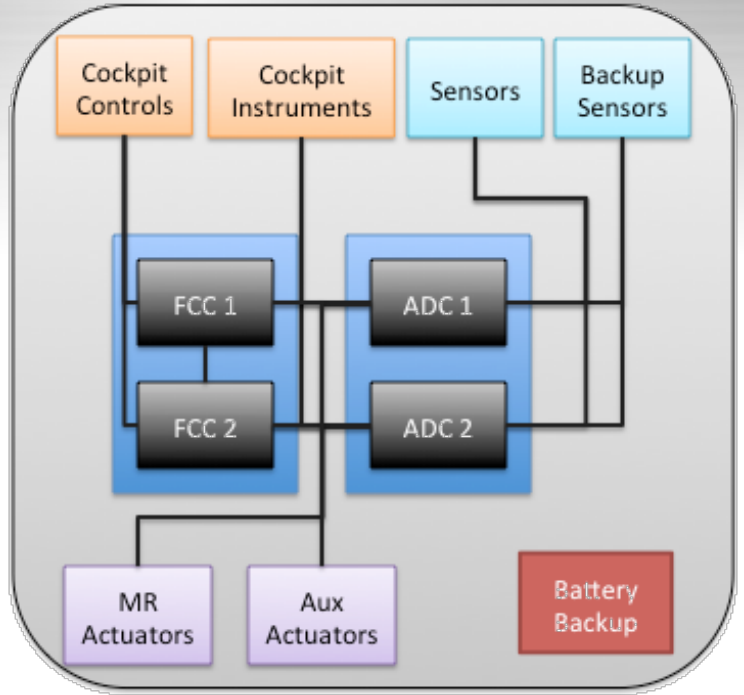 Cockpit
Controls
Cockpit
Instruments
Sensors
Backup
Sensors
FCC 1
ADC 1
FCC 2
ADC 2
MR
Actuators
Aux
Actuators
Battery
Backup